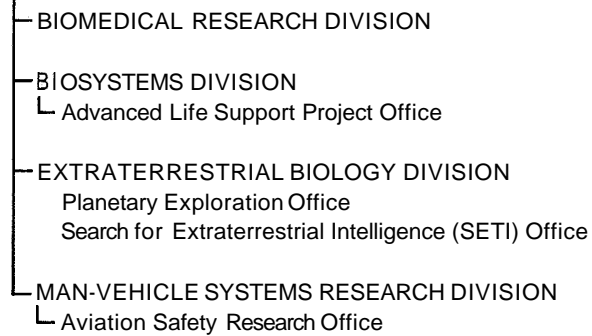 BIOMEDICAL RESEARCH DIVISION
BIOSYSTEMS DIVISION
Advanced Life Support Project Office
EXTRATERRESTRIAL BIOLOGY DIVISION
Planetary Exploration Office
Search for Extraterrestrial Intelligence (SETI) Office
MAN-VEHICLE SYSTEMS RESEARCH DIVISION
Aviation Safety Research Office